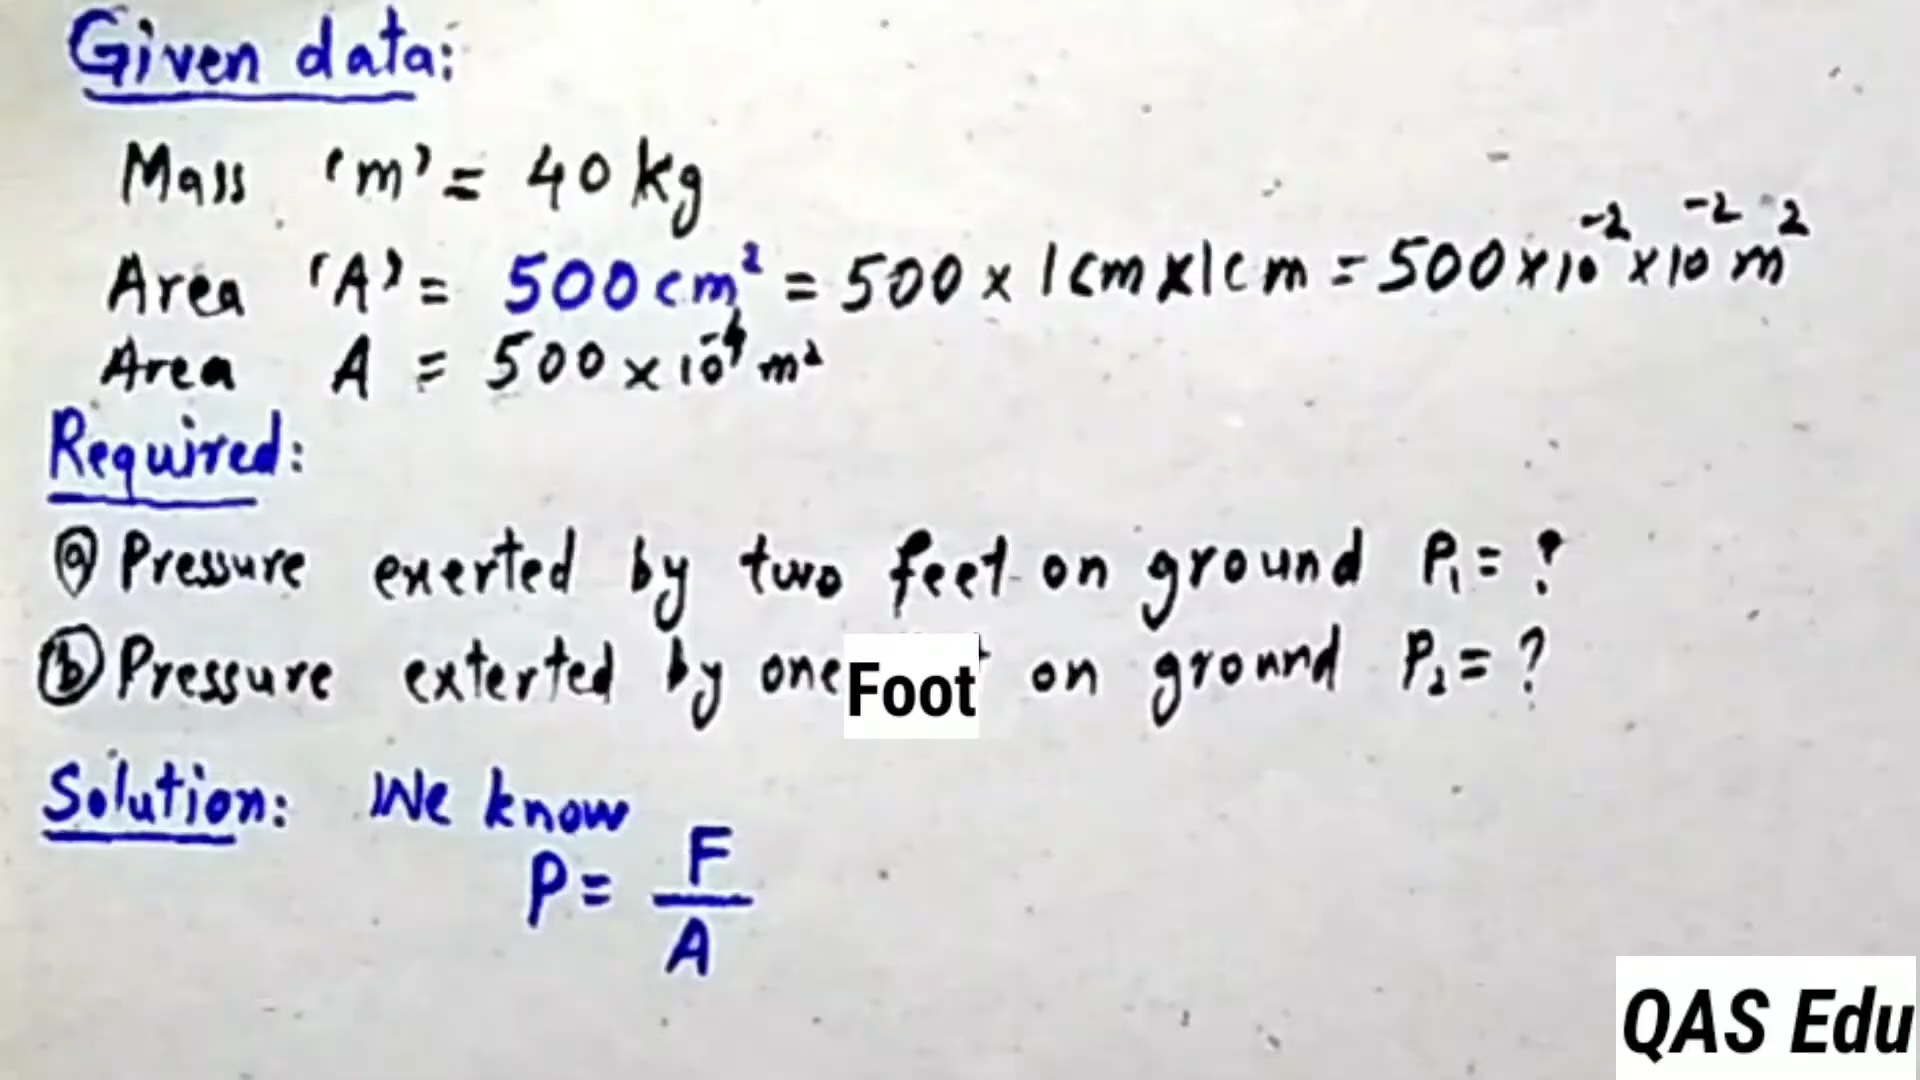 Given data:
Mass 'm' = 40 kg
Area 'A' = 500 cm² = 500 × 1cm × 1cm = 500 × 10⁻² × 10⁻² m²
Area A = 500 × 10⁻⁴ m²
Required:
ⓐ Pressure exerted by two feet on ground P₁ = ?
ⓑ Pressure exterted by one Foot on ground P₂ = ?
Solution: We know
P = F
A
QAS Edu